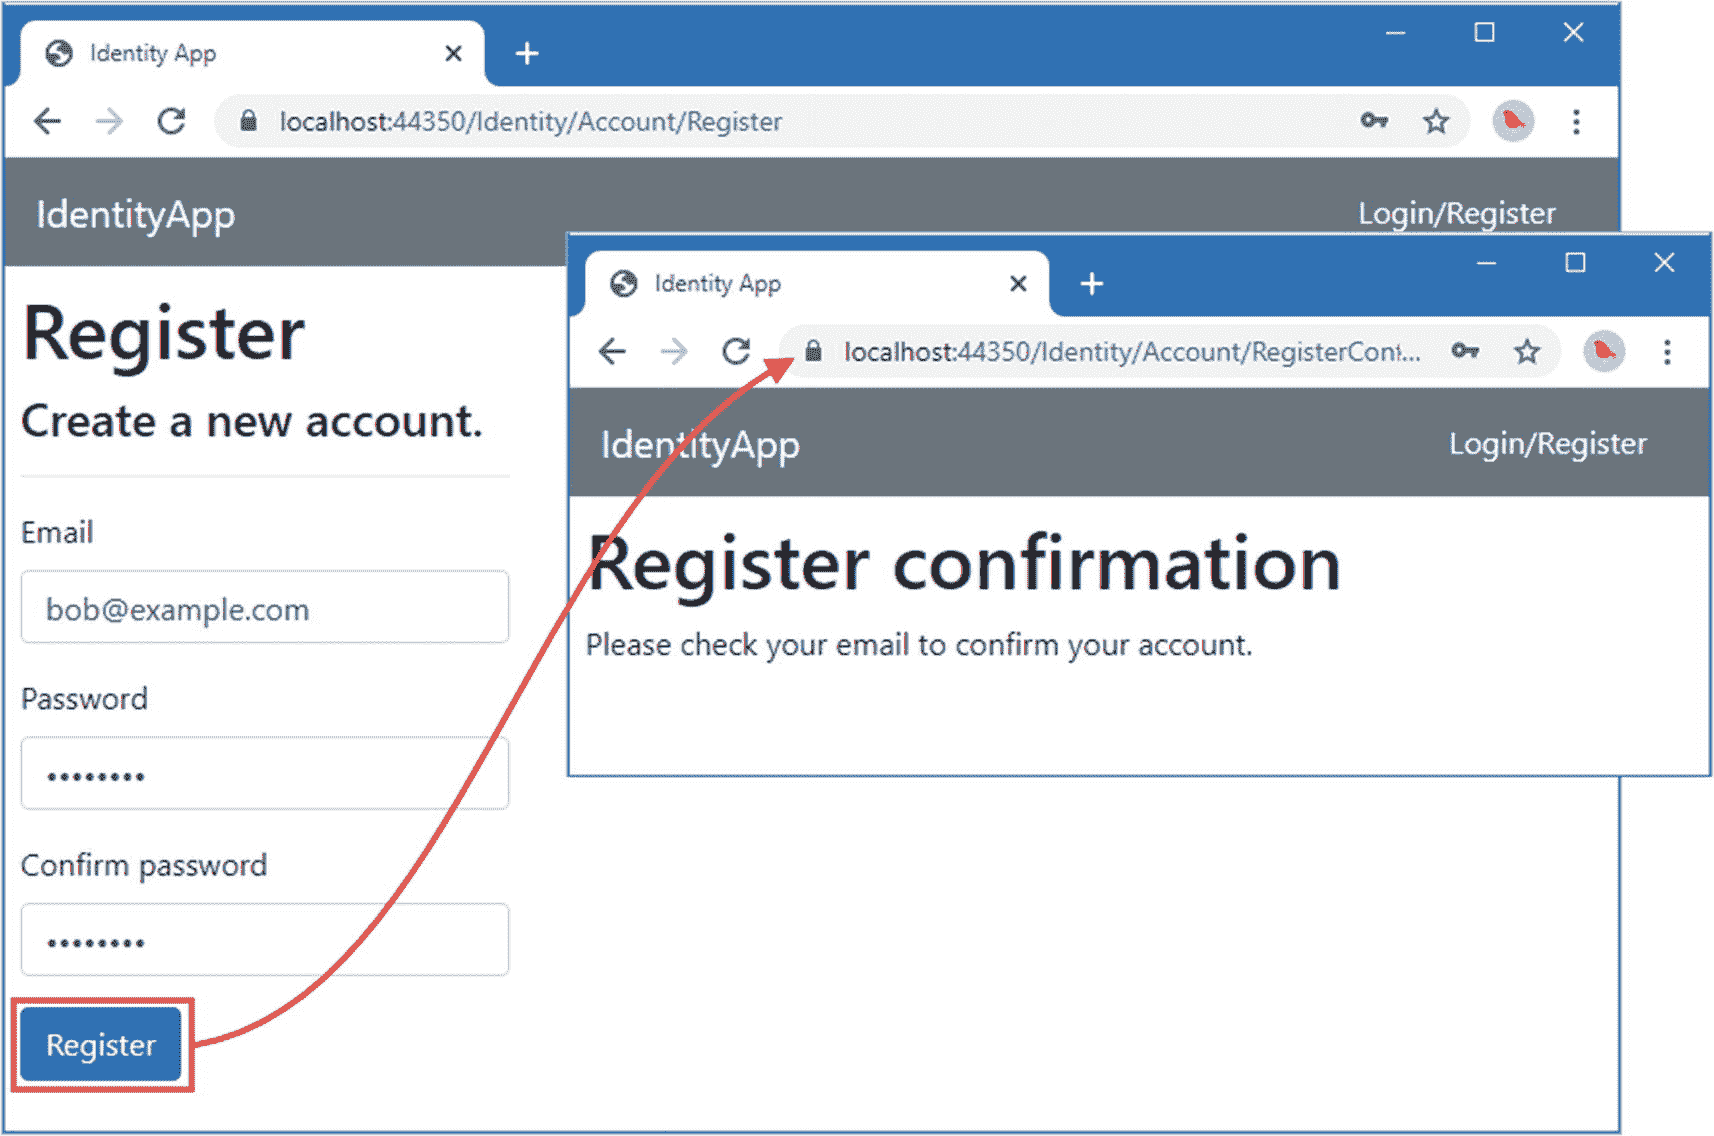 Identity App
localhost:44350/Identity/Account/Register
IdentityApp
Login/Register
Register
Create a new account.
Email
bob@example.com
Password
••••••••
Confirm password
••••••••
Register
Identity App
localhost:44350/Identity/Account/RegisterConf...
IdentityApp
Login/Register
Register confirmation
Please check your email to confirm your account.